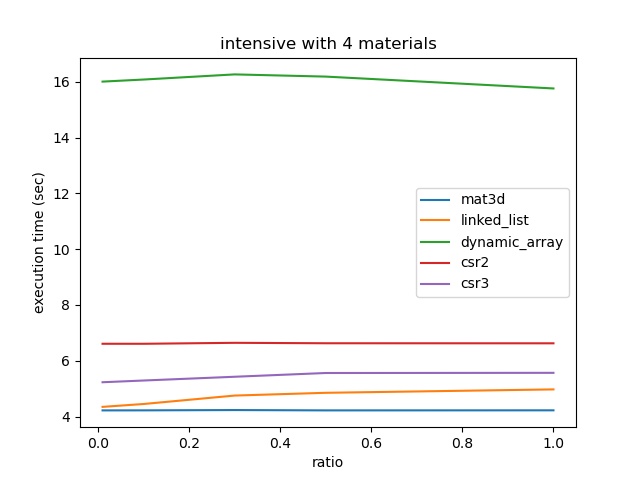 intensive with 4 materials
execution time (sec)
16
14
12
10
8
6
4
mat3d
linked_list
dynamic_array
csr2
csr3
0.0 0.2 0.4 0.6 0.8 1.0
ratio